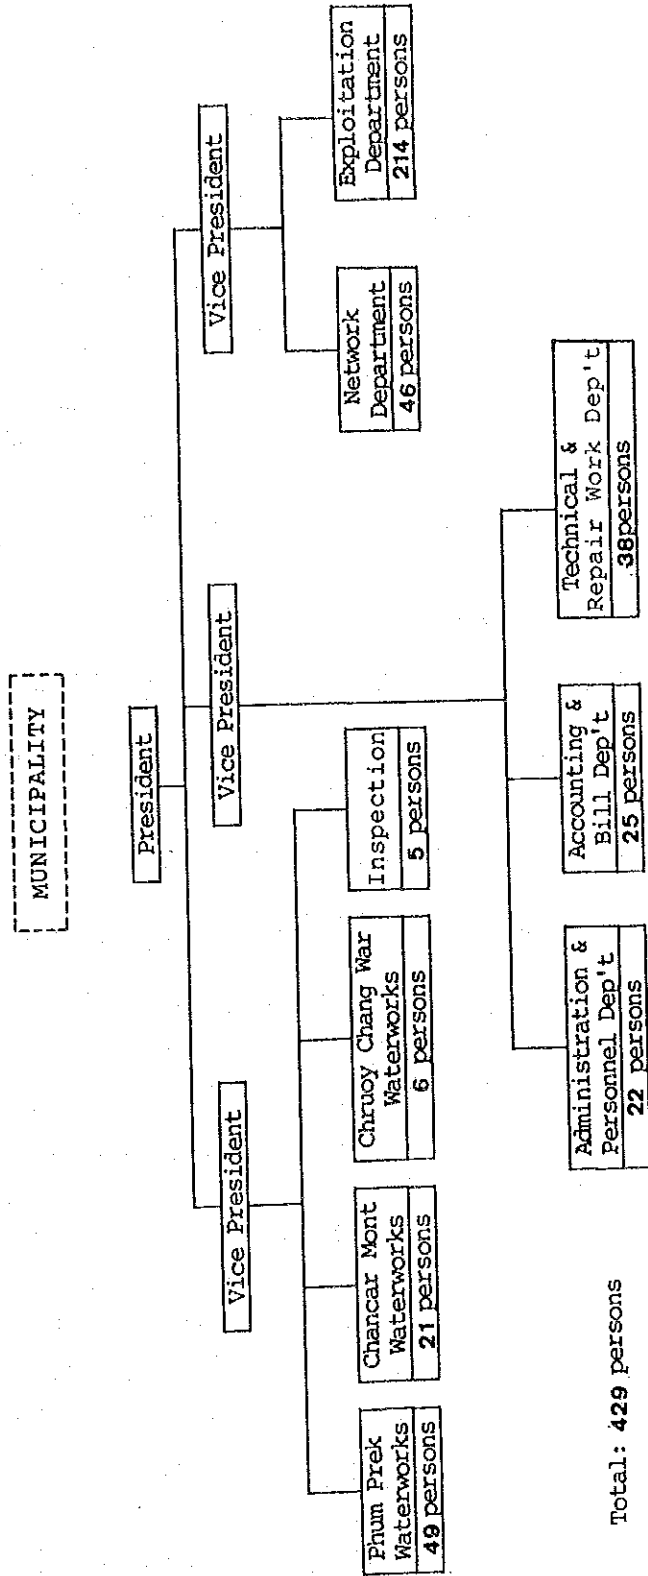 MUNICIPALITY
President
Vice President
Vice President
Vice President
Phum Prek
Waterworks
49 persons
Chancar Mont
Waterworks
21 persons
Chruoy Chang War
Waterworks
6 persons
Inspection
5 persons
Network
Department
46 persons
Exploitation
Department
214 persons
Administration &
Personnel Dep't
22 persons
Accounting &
Bill Dep't
25 persons
Technical &
Repair Work Dep't
38persons
Total: 429 persons